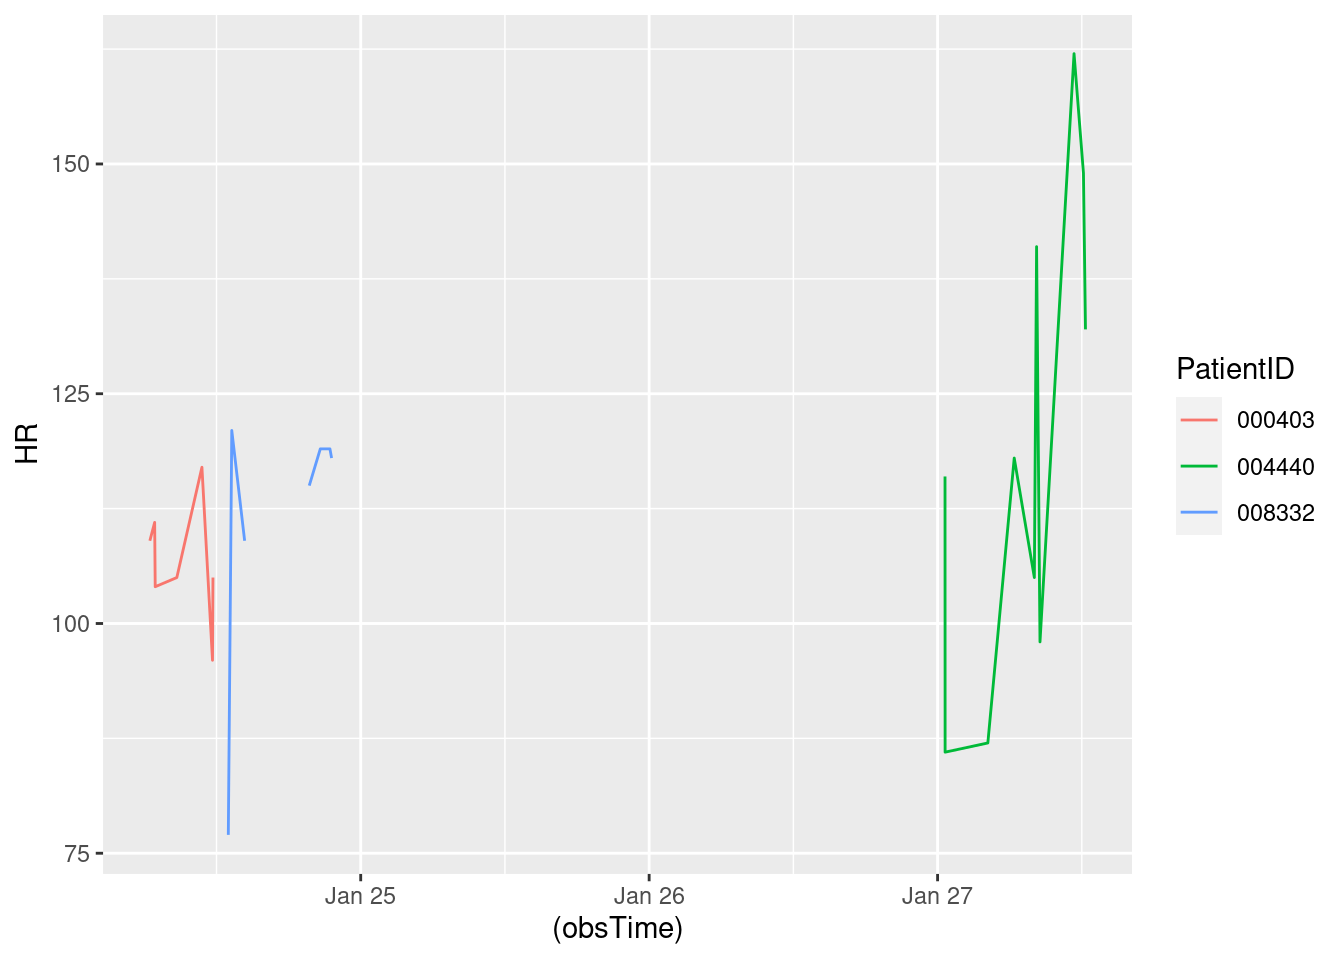 150
125
100
75
HR
Jan 25
Jan 26
Jan 27
(obsTime)
PatientID
000403
004440
008332